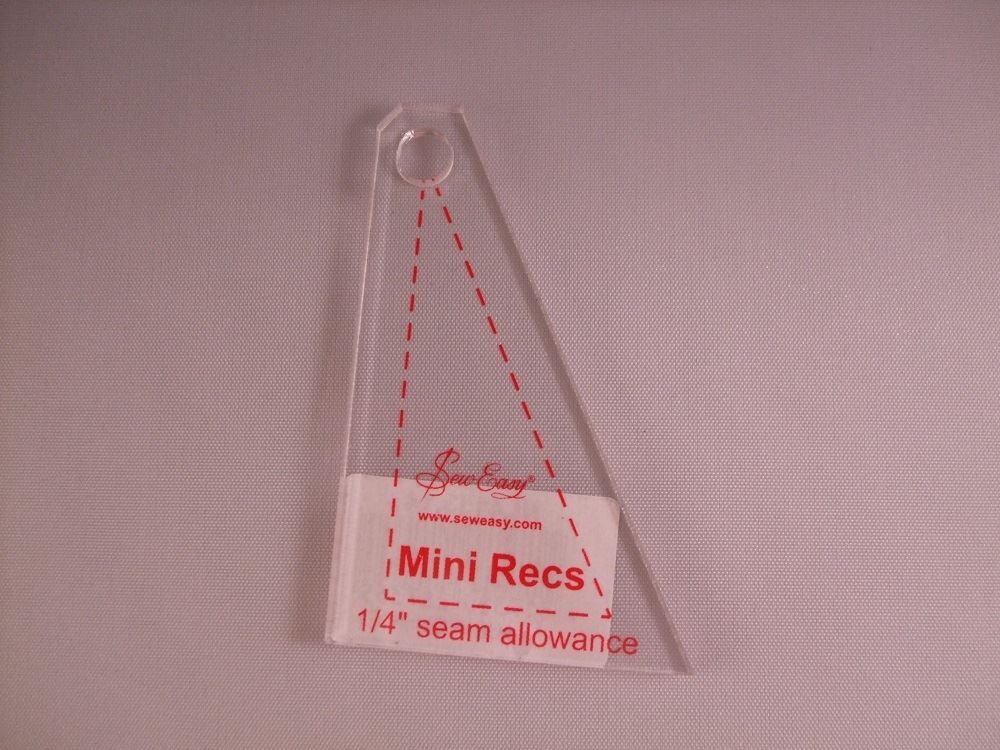 Sew Easy®
www.seweasy.com
Mini Recs
1/4" seam allowance